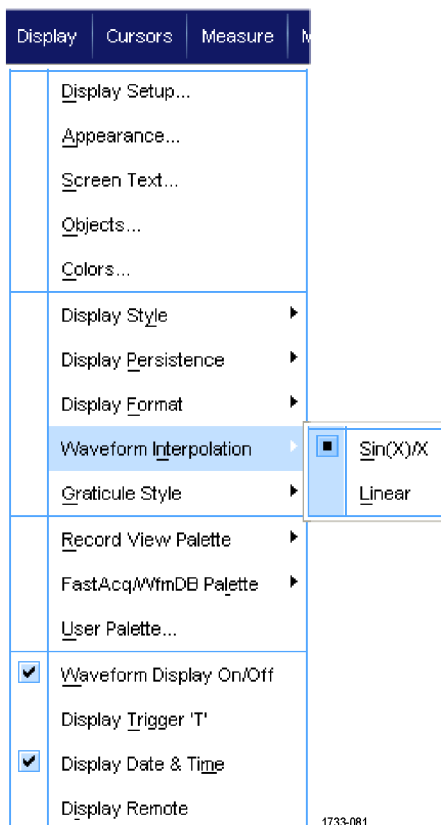 Display Cursors Measure
Display Setup...
Appearance...
Screen Text...
Objects...
Colors...
Display Style
Display Persistence
Display Format
Waveform Interpolation
Sin(X)/X
Linear
Graticule Style
Record View Palette
FastAcq/WfmDB Palette
User Palette...
Waveform Display On/Off
Display Trigger 'T'
Display Date & Time
Display Remote
1733-081